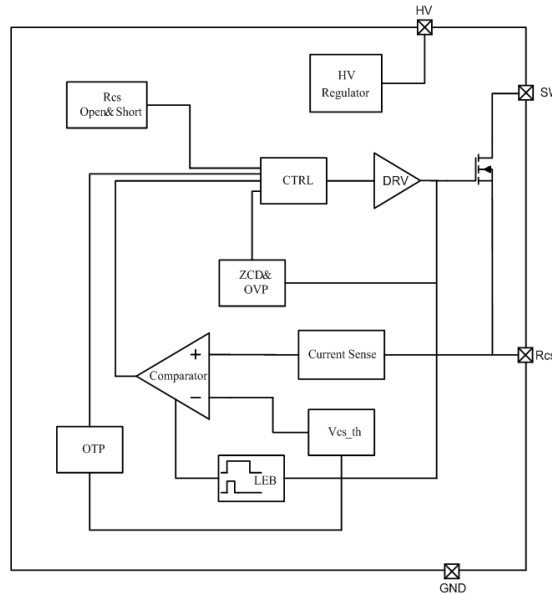 HV
HV
Regulator
SW
Rcs
Open&Short
CTRL
DRV
ZCD&
OVP
+
Comparator
−
Current Sense
Rcs
Vcs_th
OTP
LEB
GND